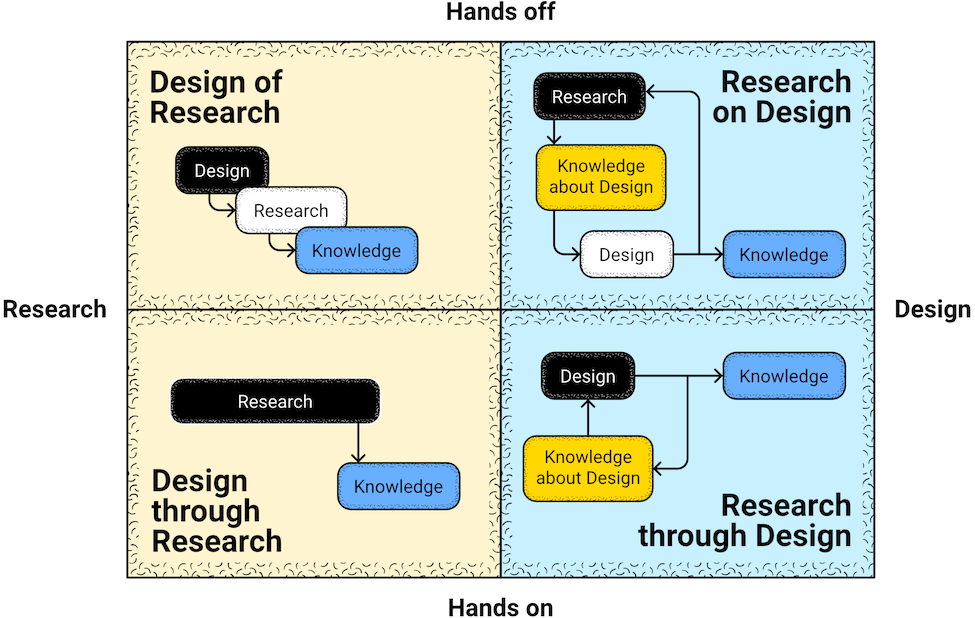 Hands off
Design of
Research
Design
Research
Knowledge
Research
on Design
Research
Knowledge
about Design
Design
Knowledge
Research
Design
Research
Knowledge
Design
through
Research
Design
Knowledge
Knowledge
about Design
Research
through Design
Hands on